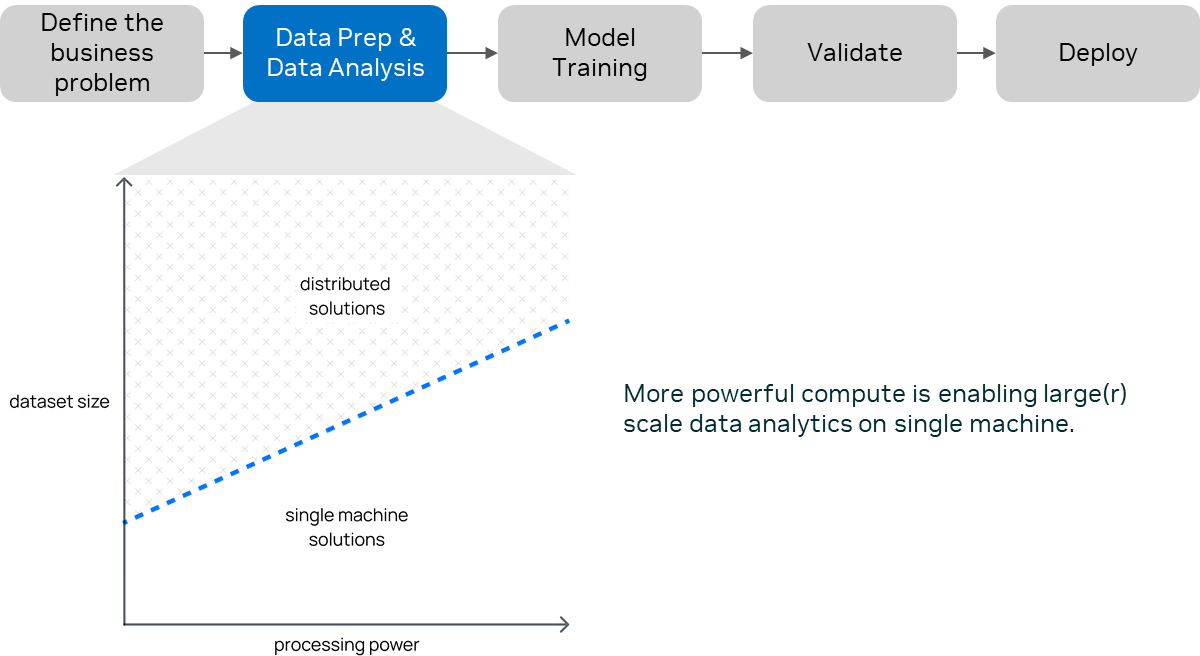 Define the
business
problem
Data Prep &
Data Analysis
Model
Training
Validate
Deploy
distributed
solutions
dataset size
More powerful compute is enabling large(r)
scale data analytics on single machine.
single machine
solutions
processing power